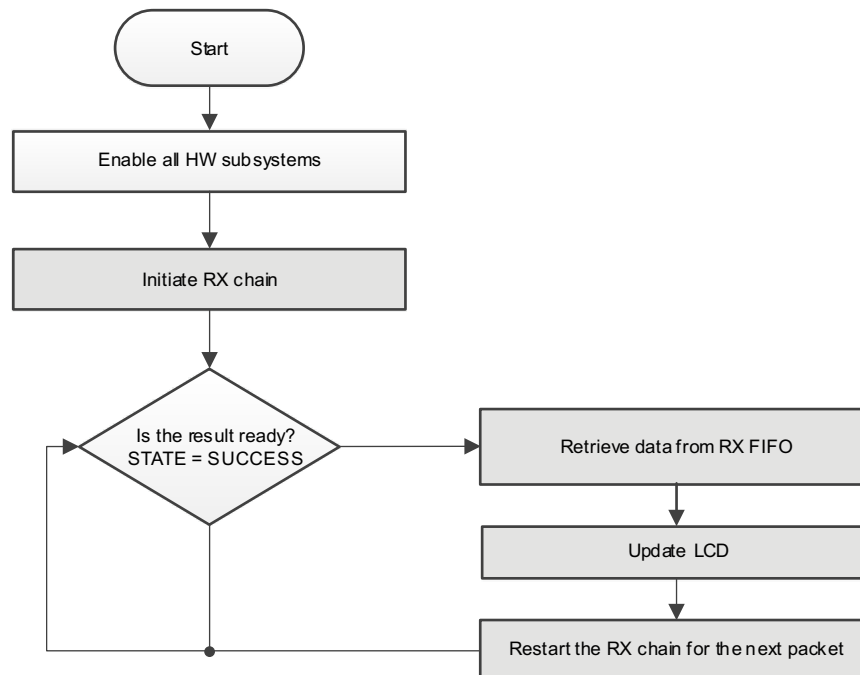 Start
Enable all HW subsystems
Initiate RX chain
Is the result ready?
STATE = SUCCESS
Retrieve data from RX FIFO
Update LCD
Restart the RX chain for the next packet